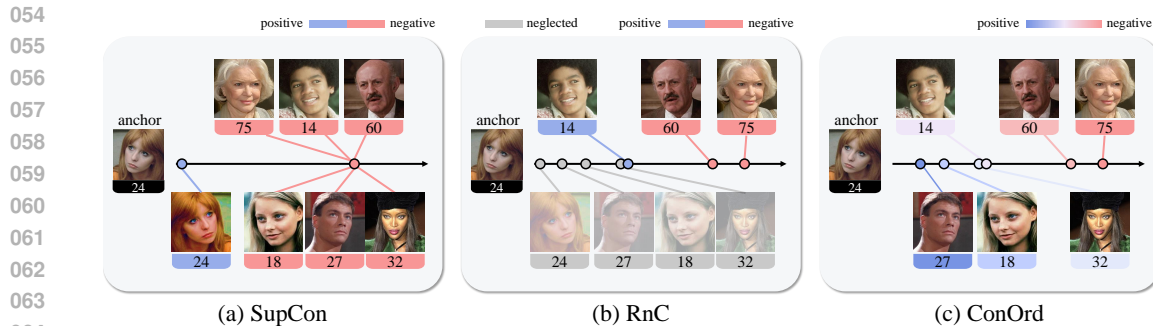 054
055
056
057
058
059
060
061
062
063
positive negative
anchor
24
75 14 60
24 18 27 32
(a) SupCon
neglected positive negative
anchor
24
14 60 75
24 27 18 32
(b) RnC
positive negative
anchor
24
14 60 75
27 18 32
(c) ConOrd